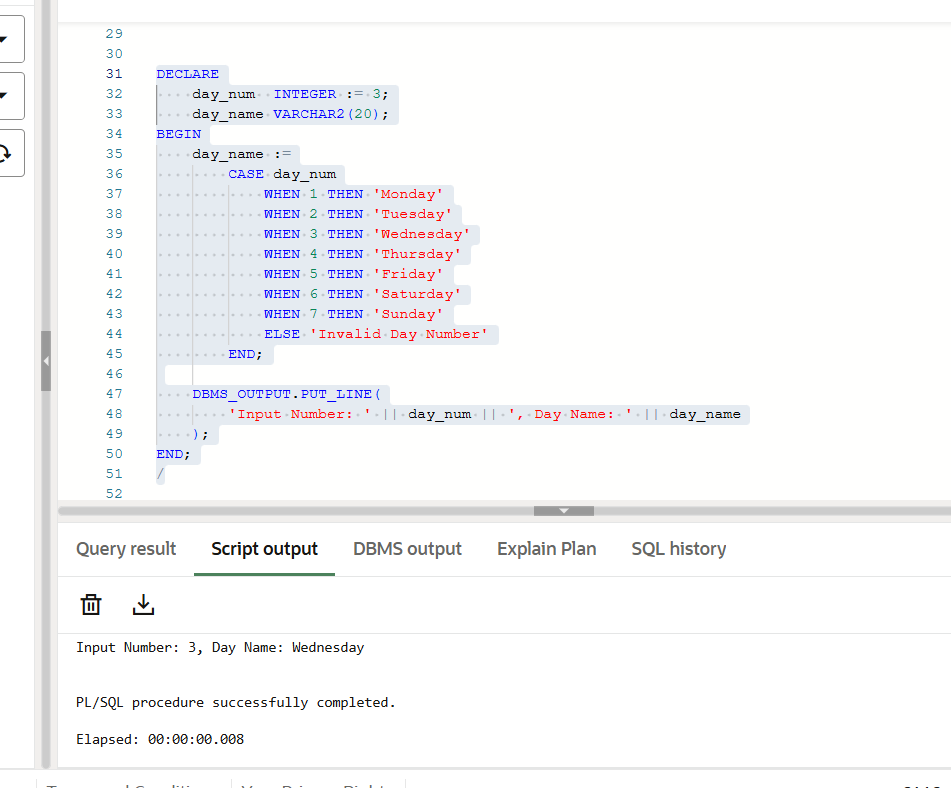 29
30
31 DECLARE
32 day_num INTEGER := 3;
33 day_name VARCHAR2(20);
34 BEGIN
35 day_name :=
36 CASE day_num
37 WHEN 1 THEN 'Monday'
38 WHEN 2 THEN 'Tuesday'
39 WHEN 3 THEN 'Wednesday'
40 WHEN 4 THEN 'Thursday'
41 WHEN 5 THEN 'Friday'
42 WHEN 6 THEN 'Saturday'
43 WHEN 7 THEN 'Sunday'
44 ELSE 'Invalid Day Number'
45 END;
46
47 DBMS_OUTPUT.PUT_LINE(
48 'Input Number: ' || day_num || ', Day Name: ' || day_name
49 );
50 END;
51 /
52
Query result Script output DBMS output Explain Plan SQL history
Input Number: 3, Day Name: Wednesday
PL/SQL procedure successfully completed.
Elapsed: 00:00:00.008